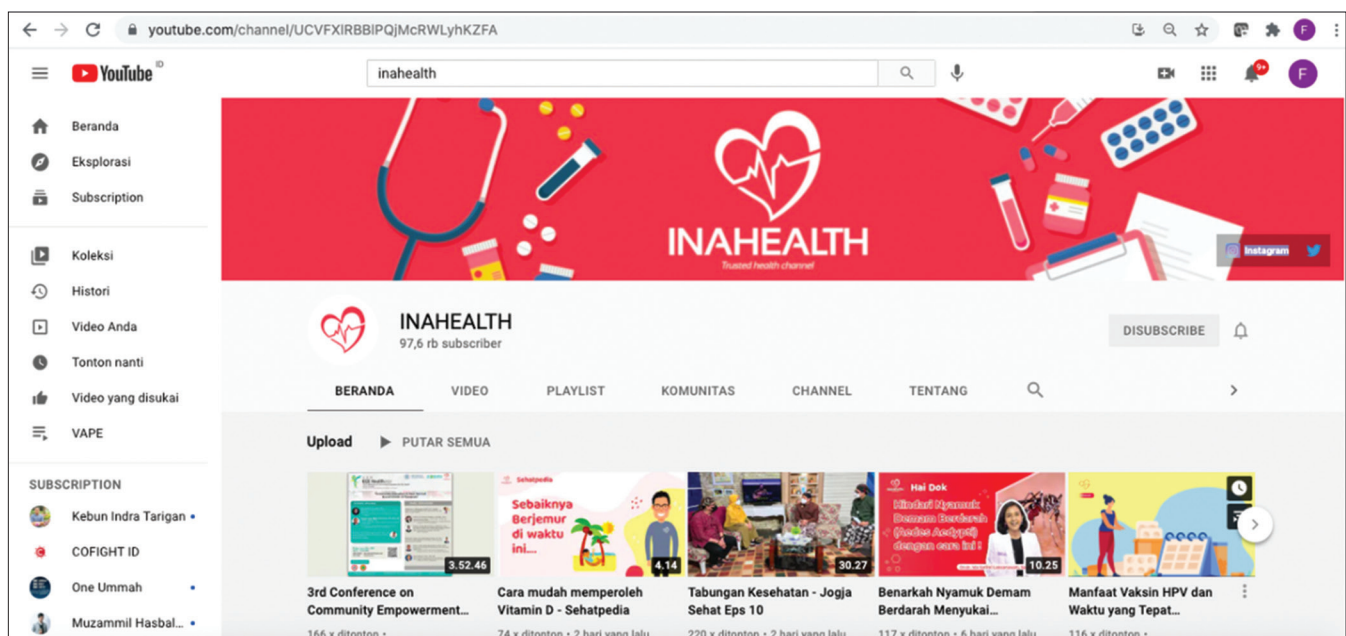 youtube.com/channel/UCVFXlRBBlPQjMcRWLyhKZFA
F
YouTube ID
inahealth
9+
F
Beranda
Eksplorasi
Subscription
Koleksi
Histori
Video Anda
Tonton nanti
Video yang disukai
VAPE
SUBSCRIPTION
Kebun Indra Tarigan
COFIGHT ID
One Ummah
Muzammil Hasbal...
INAHEALTH
Trusted health channel
Instagram
INAHEALTH
97,6 rb subscriber
DISUBSCRIBE
BERANDA VIDEO PLAYLIST KOMUNITAS CHANNEL TENTANG
Upload PUTAR SEMUA
3.52.46
3rd Conference on
Community Empowerment...
166 x ditonton •
Sehatpedia
Sebaiknya
Berjemur
di waktu
ini...
4.14
Cara mudah memperoleh
Vitamin D - Sehatpedia
74 x ditonton • 2 hari yang lalu
30.27
Tabungan Kesehatan - Jogja
Sehat Eps 10
220 x ditonton • 2 hari yang lalu
Hai Dok
Hindari Nyamuk
Demam Berdarah
(Aedes Aedypti)
dengan cara ini !
10.25
Benarkah Nyamuk Demam
Berdarah Menyukai...
117 x ditonton • 6 hari yang lalu
Manfaat Vaksin HPV dan
Waktu yang Tepat...
116 x ditonton •